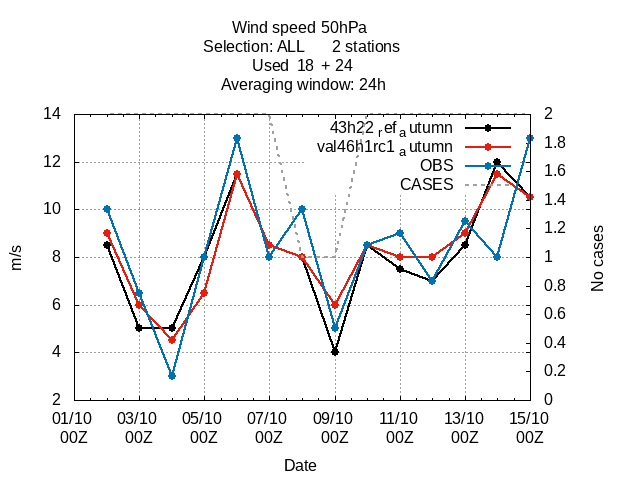 Wind speed 50hPa
Selection: ALL 2 stations
Used 18 + 24
Averaging window: 24h
14 2
43h22 ref a utumn 1.8
val46h1rc1 a utumn
12 OBS 1.6
CASES 1.4
10 1.2
m/s 8 1 No cases
0.8
6 0.6
4 0.4
0.2
2 0
01/10 03/10 05/10 07/10 09/10 11/10 13/10 15/10
00Z 00Z 00Z 00Z 00Z 00Z 00Z 00Z
Date